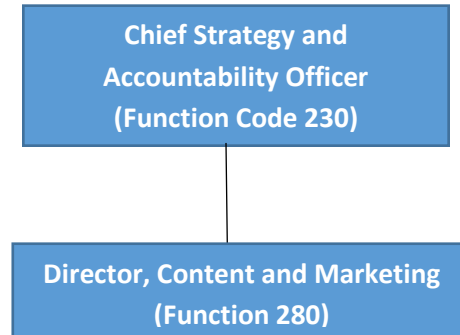 Chief Strategy and
Accountability Officer
(Function Code 230)
Director, Content and Marketing
(Function 280)